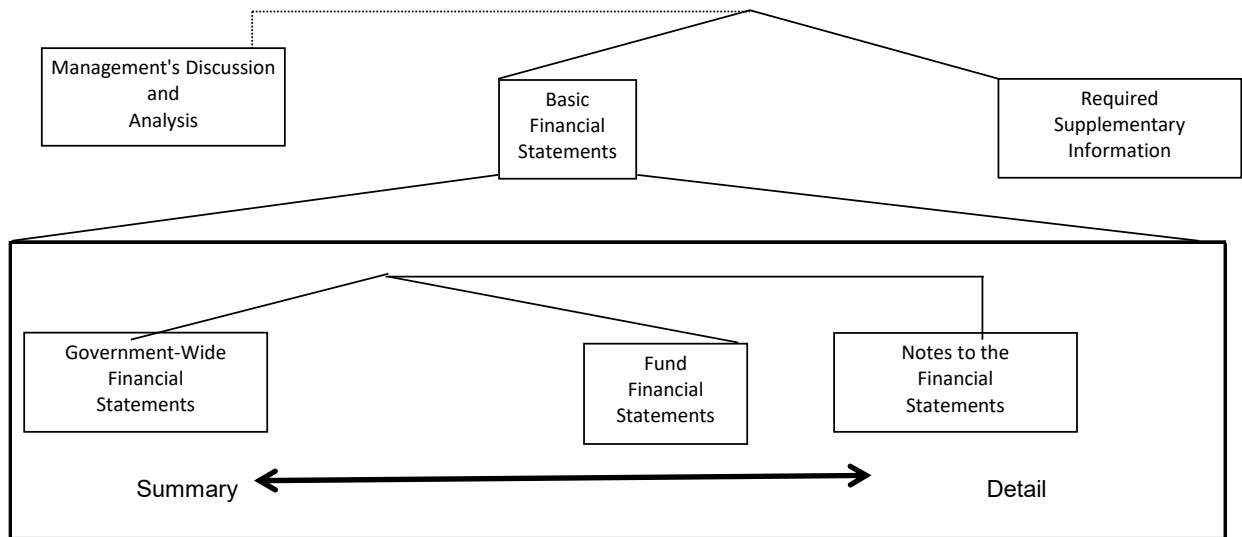 Management's Discussion
and
Analysis
Basic
Financial
Statements
Required
Supplementary
Information
Government-Wide
Financial
Statements
Fund
Financial
Statements
Notes to the
Financial
Statements
Summary
Detail